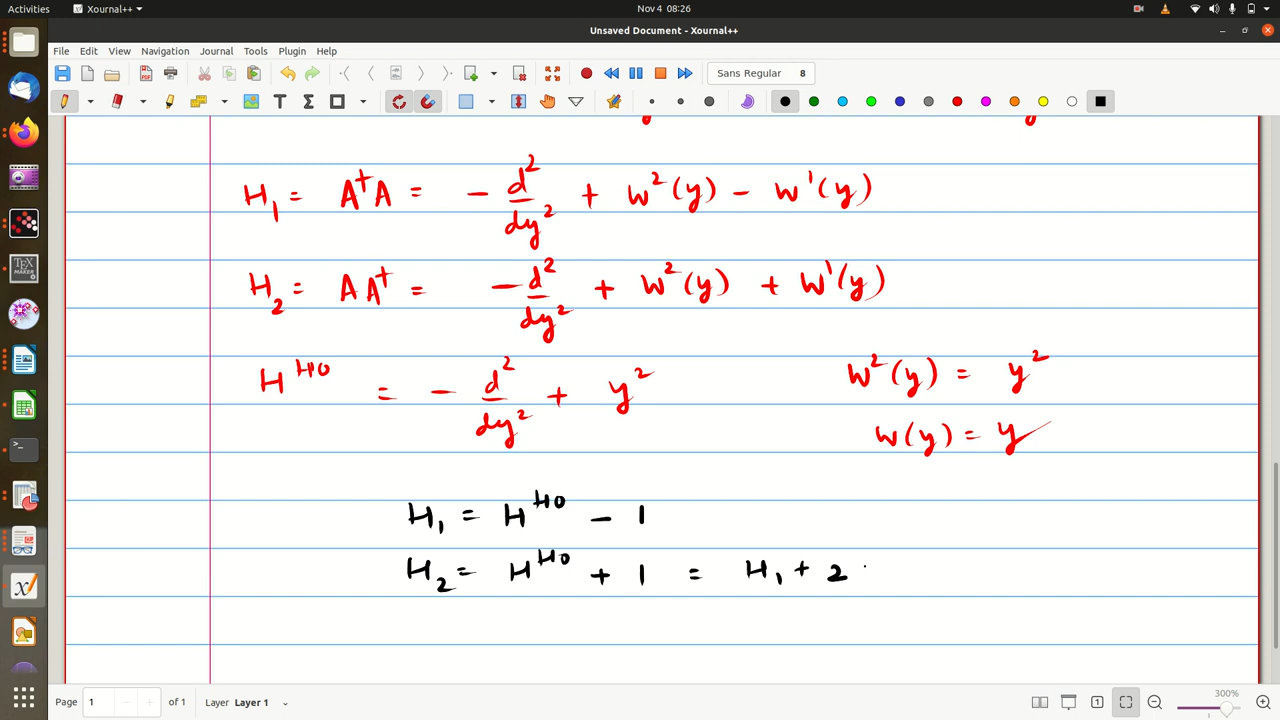 Activities Xournal++ Nov 4 08:26
Unsaved Document - Xournal++
File Edit View Navigation Journal Tools Plugin Help
Sans Regular 8
H₁ = A†A = - d²/dy² + W²(y) - W'(y)
H₂ = AA† = - d²/dy² + W²(y) + W'(y)
H^HO = - d²/dy² + y² W²(y) = y²
W(y) = y
H₁ = H^HO - 1
H₂ = H^HO + 1 = H₁ + 2
Page 1 of 1 Layer Layer 1 300%